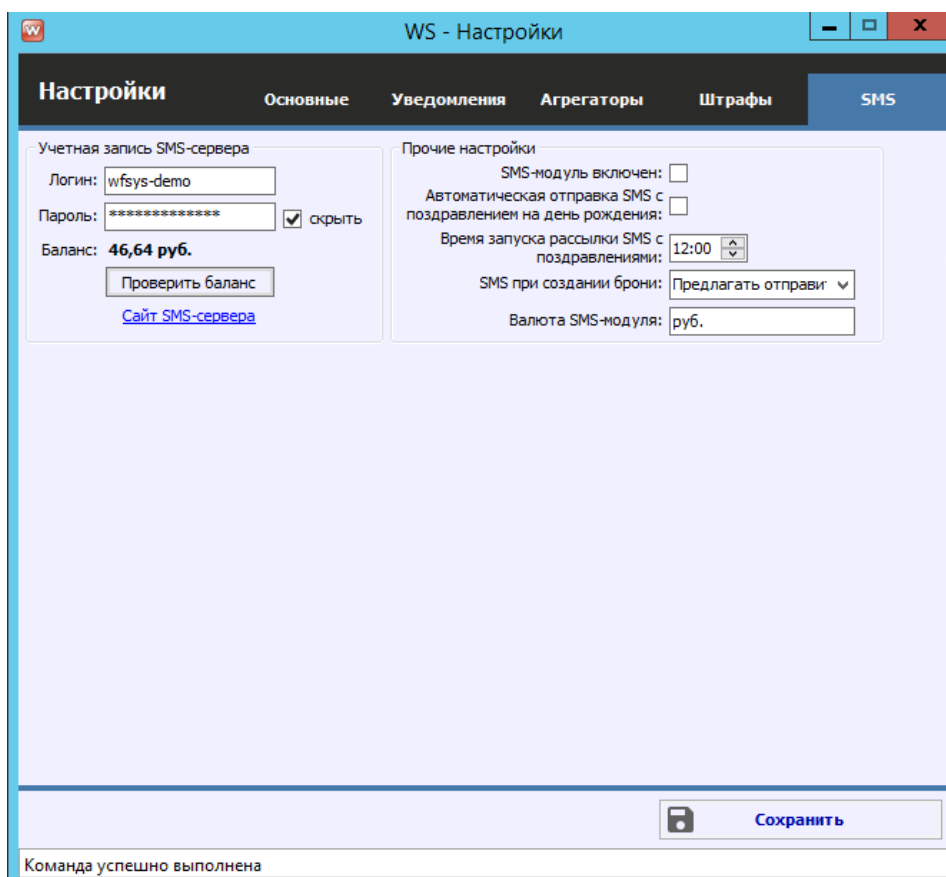 WS - Настройки
Настройки
Основные
Уведомления
Агрегаторы
Штрафы
SMS
Учетная запись SMS-сервера
Логин: wfsys-demo
Пароль: ************* скрыть
Баланс: 46,64 руб.
Проверить баланс
Сайт SMS-сервера
Прочие настройки
SMS-модуль включен:
Автоматическая отправка SMS с
поздравлением на день рождения:
Время запуска рассылки SMS с
поздравлениями:
12:00
SMS при создании брони: Предлагать отправит
Валюта SMS-модуля: руб.
Сохранить
Команда успешно выполнена